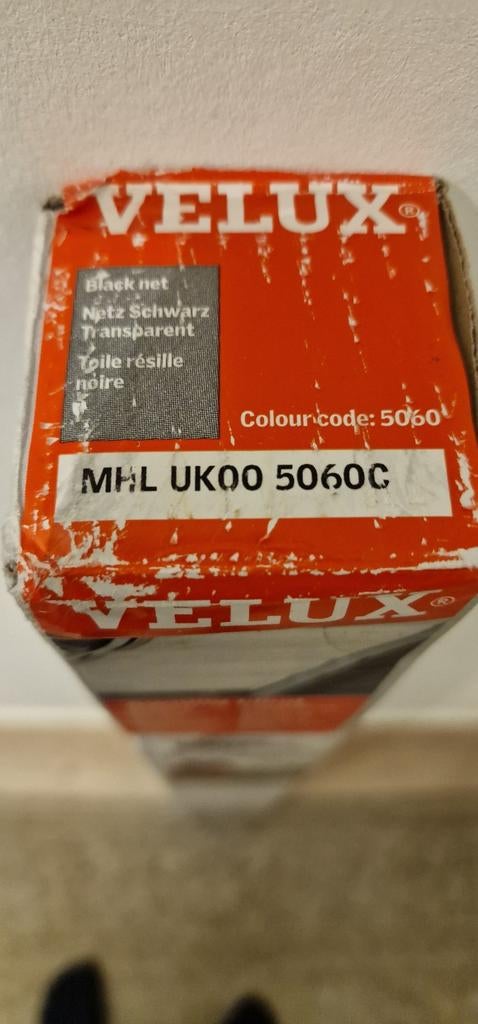 VELUX®
Black net
Netz Schwarz
Transparent
Toile résille
noire
Colour code: 5060
MHL UK00 5060C
VELUX®